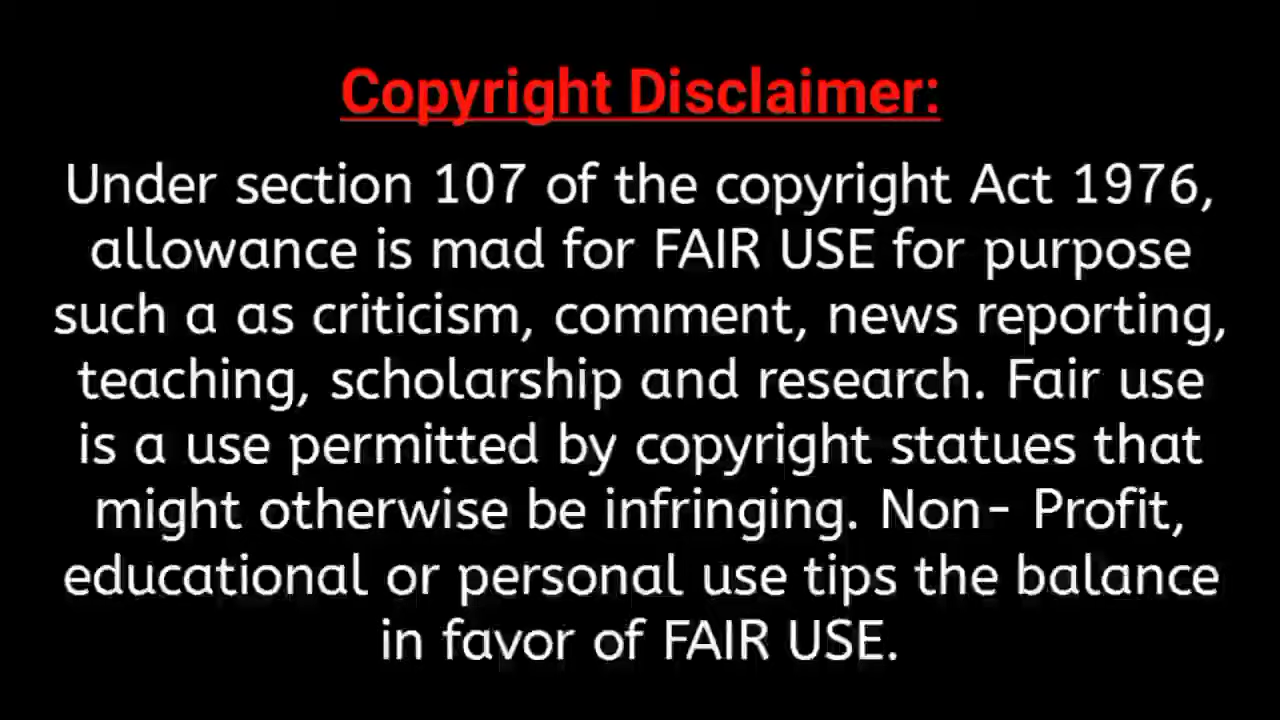 Copyright Disclaimer:
Under section 107 of the copyright Act 1976,
allowance is mad for FAIR USE for purpose
such a as criticism, comment, news reporting,
teaching, scholarship and research. Fair use
is a use permitted by copyright statues that
might otherwise be infringing. Non- Profit,
educational or personal use tips the balance
in favor of FAIR USE.